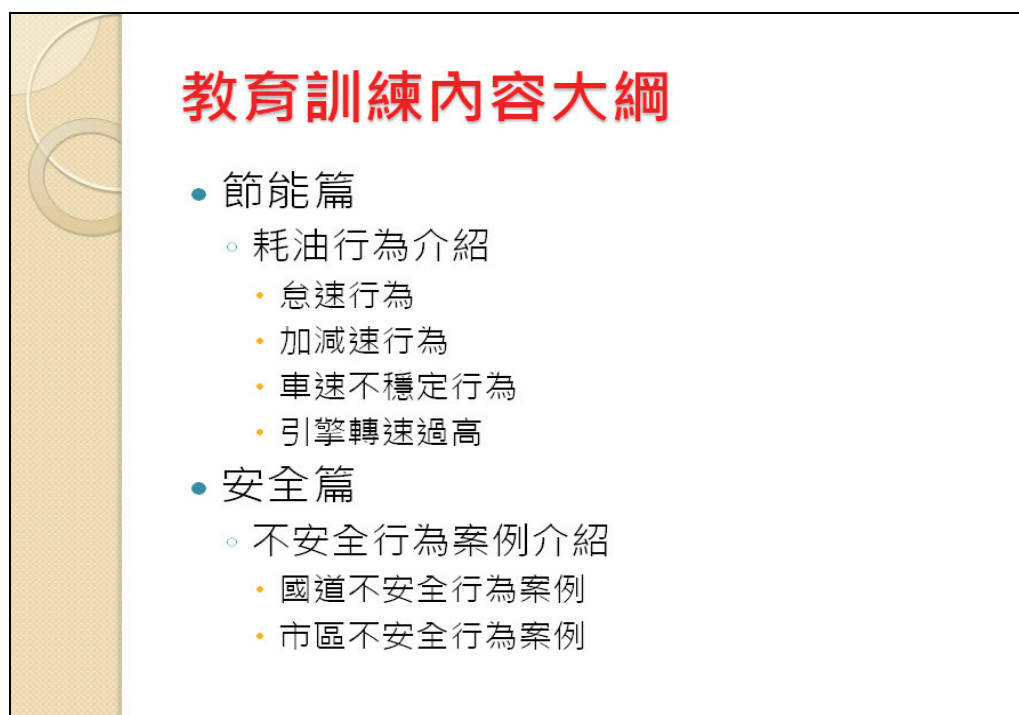 教育訓練內容大綱
節能篇
耗油行為介紹
怠速行為
加減速行為
車速不穩定行為
引擎轉速過高
安全篇
不安全行為案例介紹
國道不安全行為案例
市區不安全行為案例